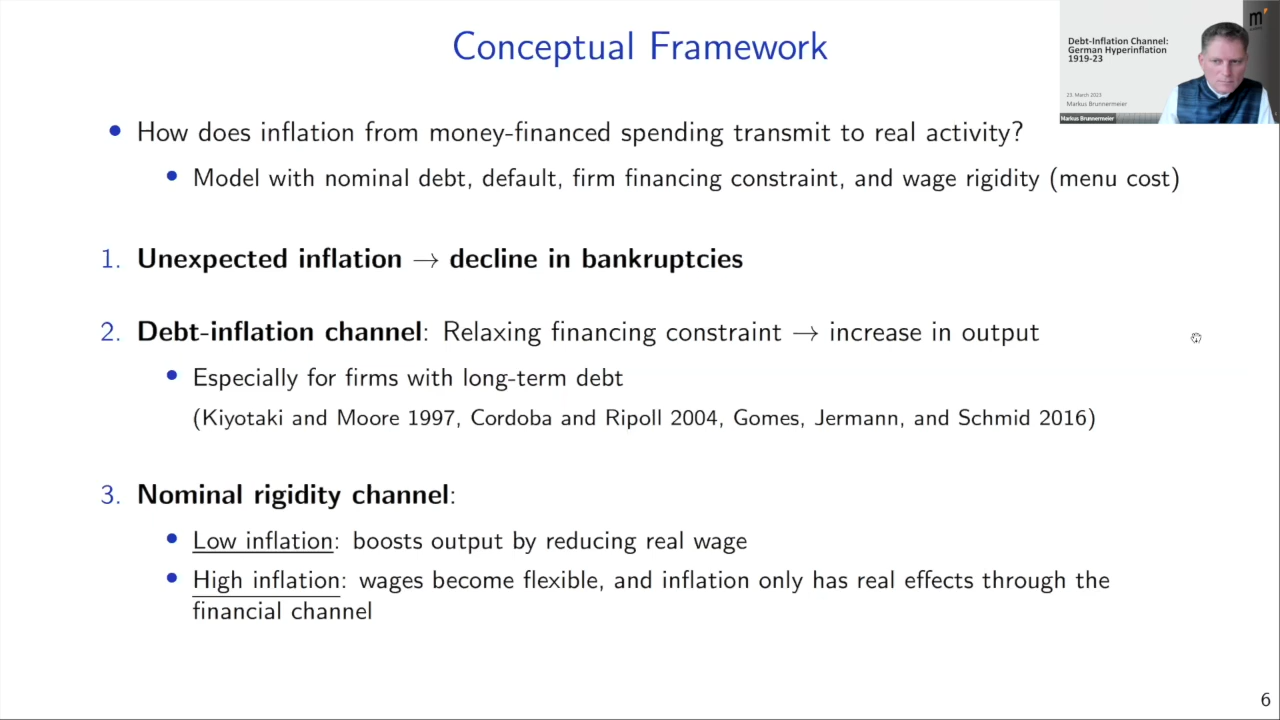 Conceptual Framework
Debt-Inflation Channel:
German Hyperinflation
1919-23
23. March 2023
Markus Brunnermeier
Markus Brunnermeier
m
• How does inflation from money-financed spending transmit to real activity?
• Model with nominal debt, default, firm financing constraint, and wage rigidity (menu cost)
1. Unexpected inflation → decline in bankruptcies
2. Debt-inflation channel: Relaxing financing constraint → increase in output
• Especially for firms with long-term debt
(Kiyotaki and Moore 1997, Cordoba and Ripoll 2004, Gomes, Jermann, and Schmid 2016)
3. Nominal rigidity channel:
• Low inflation: boosts output by reducing real wage
• High inflation: wages become flexible, and inflation only has real effects through the
financial channel
6